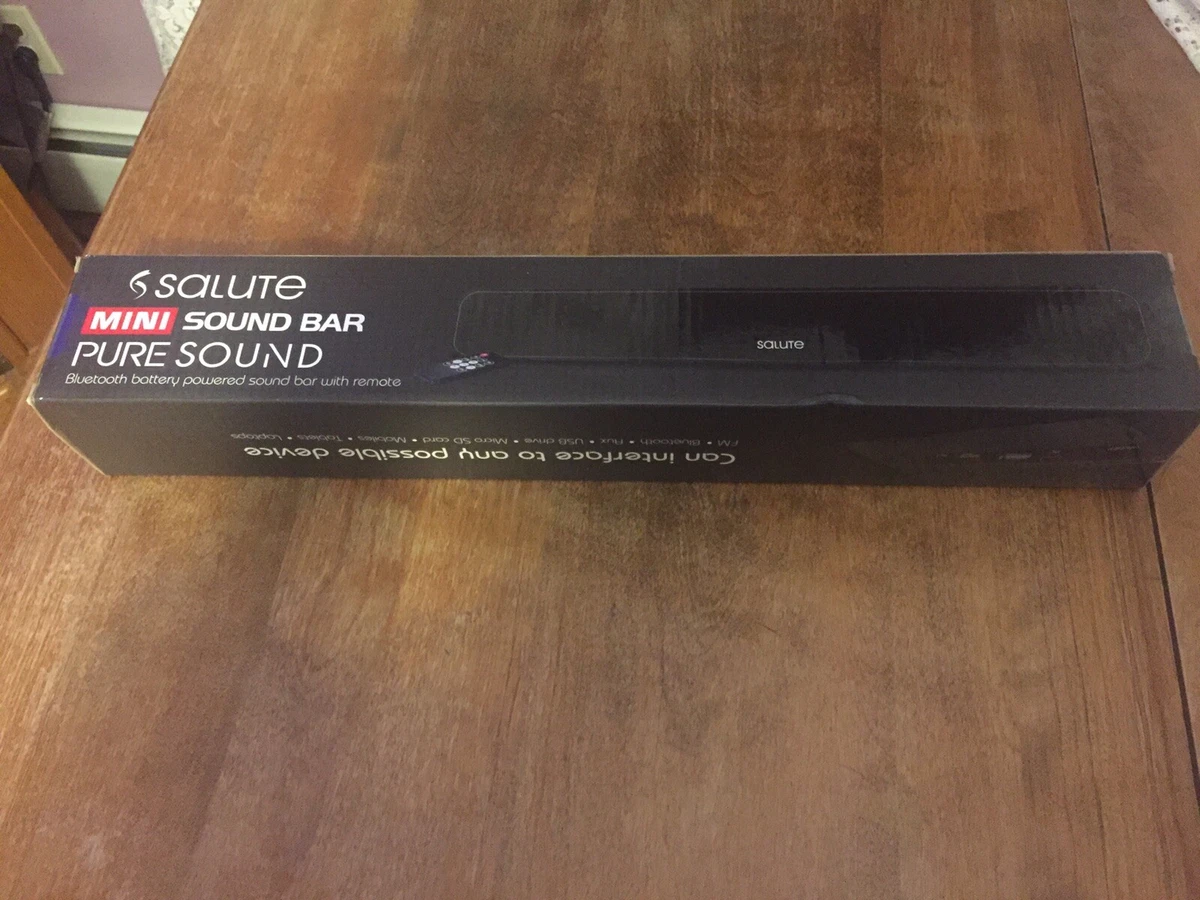 SALUTE
MINI SOUND BAR
PURE SOUND
Bluetooth battery powered sound bar with remote
SALUTE
Can interface to any possible device
FM • Bluetooth • Aux • USB drive • Micro SD card • Mobiles • Tablets • Laptops